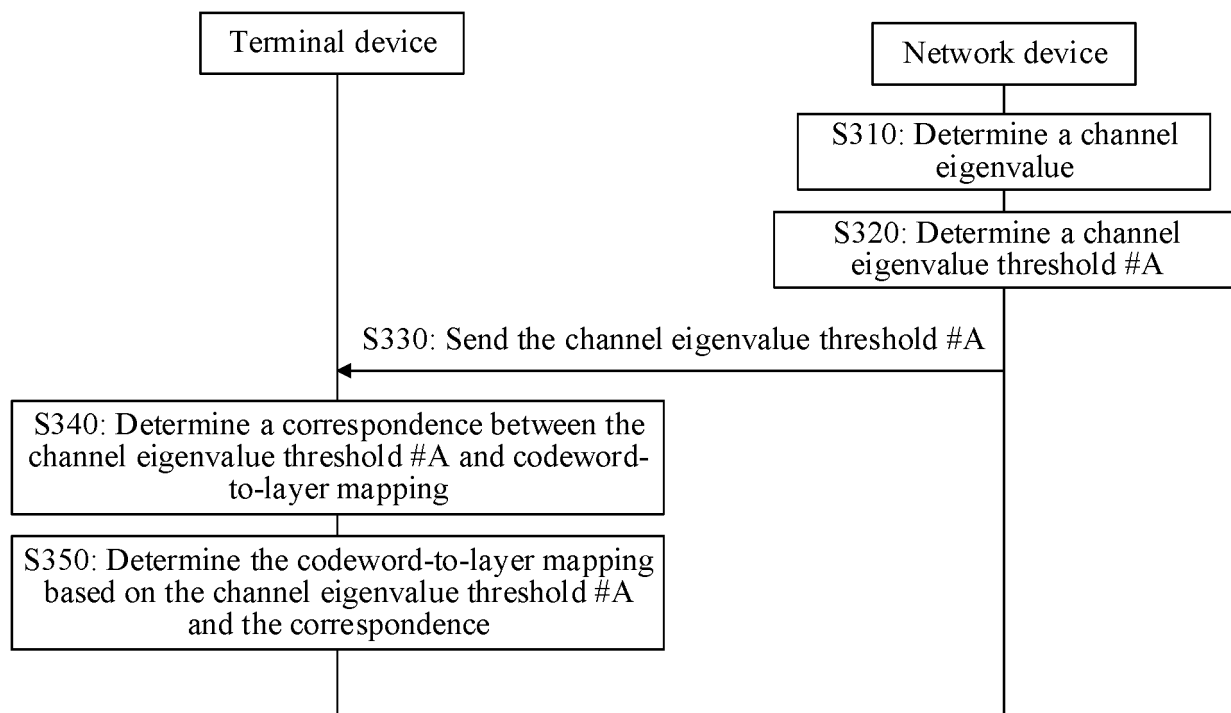 Terminal device
Network device
S310: Determine a channel
eigenvalue
S320: Determine a channel
eigenvalue threshold #A
S330: Send the channel eigenvalue threshold #A
S340: Determine a correspondence between the
channel eigenvalue threshold #A and codeword-
to-layer mapping
S350: Determine the codeword-to-layer mapping
based on the channel eigenvalue threshold #A
and the correspondence